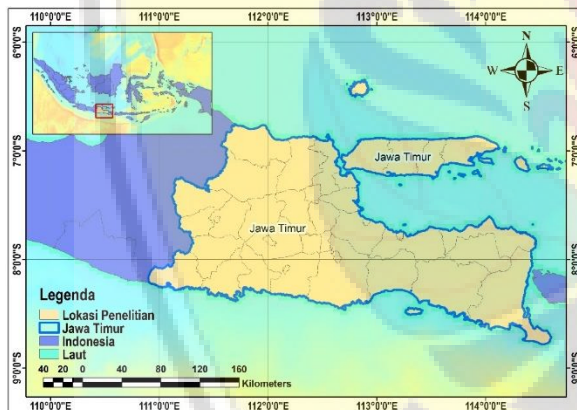 110°0'0"E 111°0'0"E 112°0'0"E 113°0'0"E 114°0'0"E
6°0'0"S 6°0'0"S
N
W E
S
7°0'0"S 7°0'0"S
Jawa Timur
Jawa Timur
8°0'0"S 8°0'0"S
Legenda
Lokasi Penelitian
Jawa Timur
Indonesia
Laut
9°0'0"S 9°0'0"S
40 20 0 40 80 120 160
Kilometers
110°0'0"E 111°0'0"E 112°0'0"E 113°0'0"E 114°0'0"E